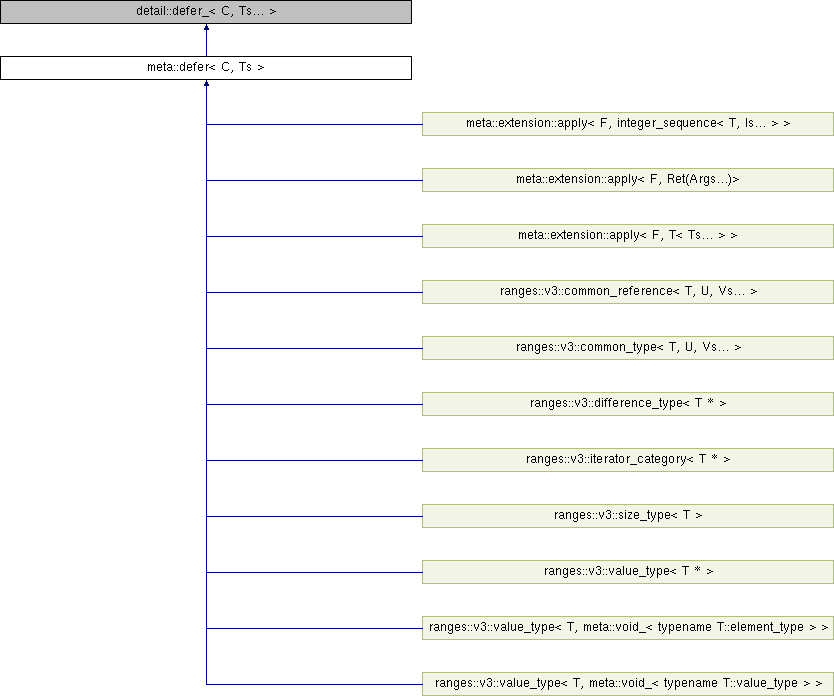 detail::defer_< C, Ts... >
meta::defer< C, Ts >
meta::extension::apply< F, integer_sequence< T, Is... > >
meta::extension::apply< F, Ret(Args...)>
meta::extension::apply< F, T< Ts... > >
ranges::v3::common_reference< T, U, Vs... >
ranges::v3::common_type< T, U, Vs... >
ranges::v3::difference_type< T * >
ranges::v3::iterator_category< T * >
ranges::v3::size_type< T >
ranges::v3::value_type< T * >
ranges::v3::value_type< T, meta::void_< typename T::element_type > >
ranges::v3::value_type< T, meta::void_< typename T::value_type > >